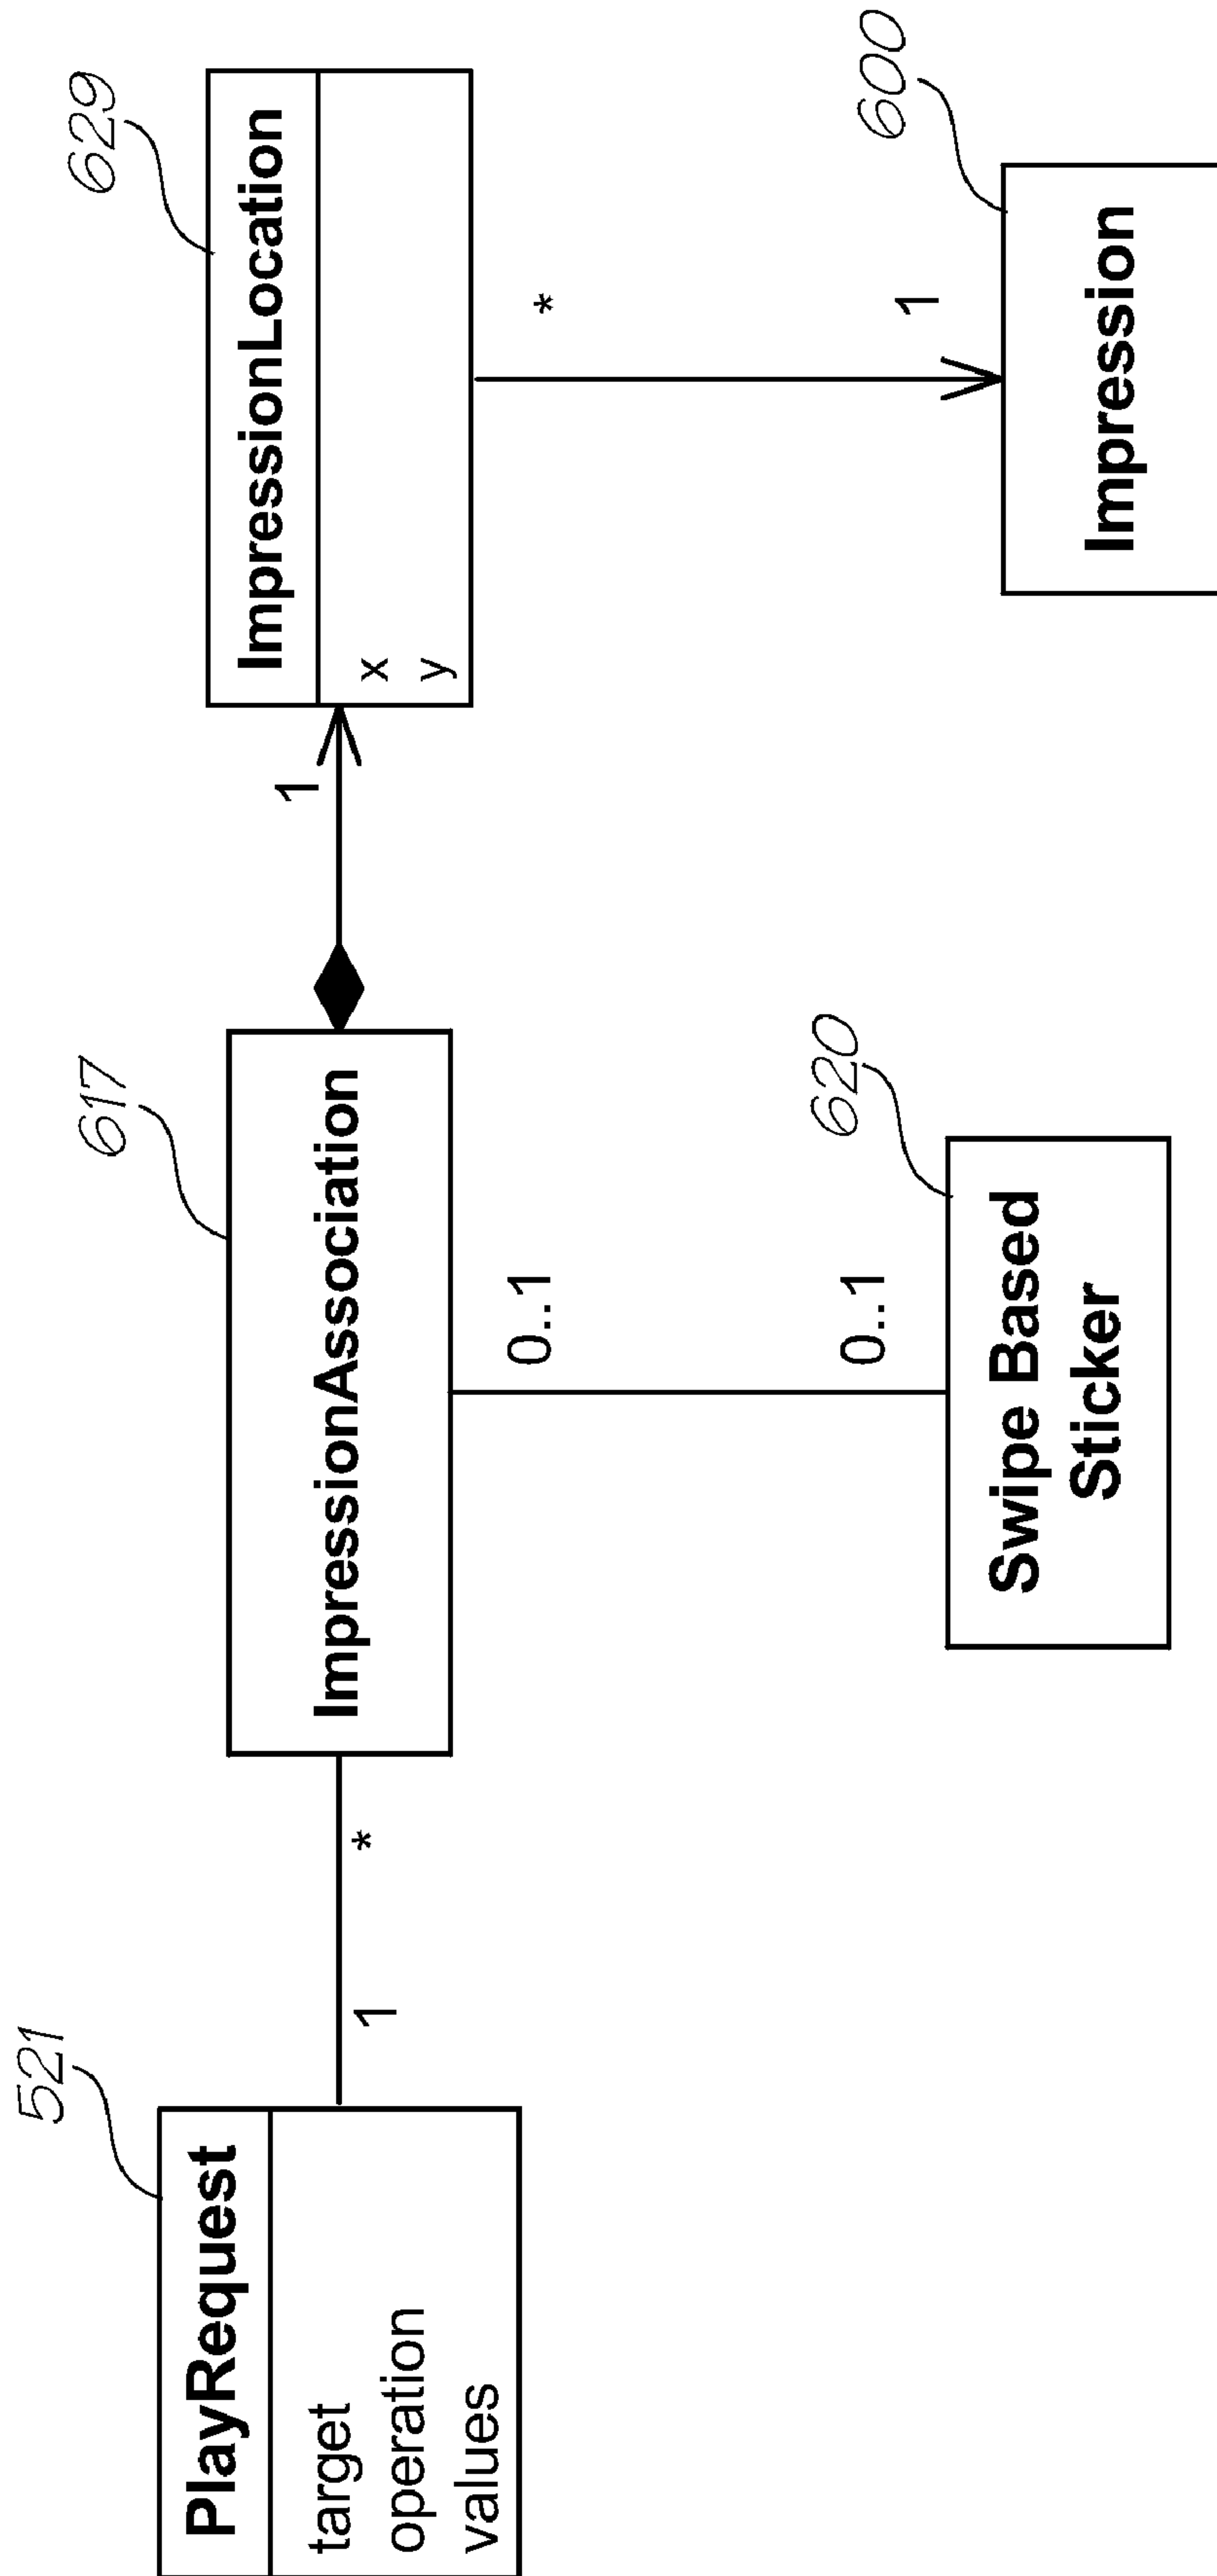 521
PlayRequest
target
operation
values
1
*
617
ImpressionAssociation
1
629
ImpressionLocation
x
y
0..1
0..1
620
Swipe Based
Sticker
*
1
600
Impression